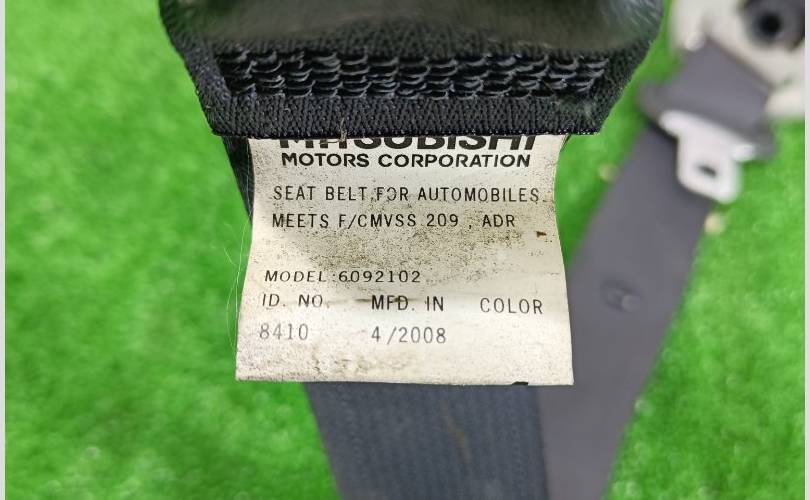 MITSUBISHI
MOTORS CORPORATION
SEAT BELT FOR AUTOMOBILES.
MEETS F/CMVSS 209 , ADR
MODEL:6092102
ID. NO. MFD. IN COLOR
8410 4/2008